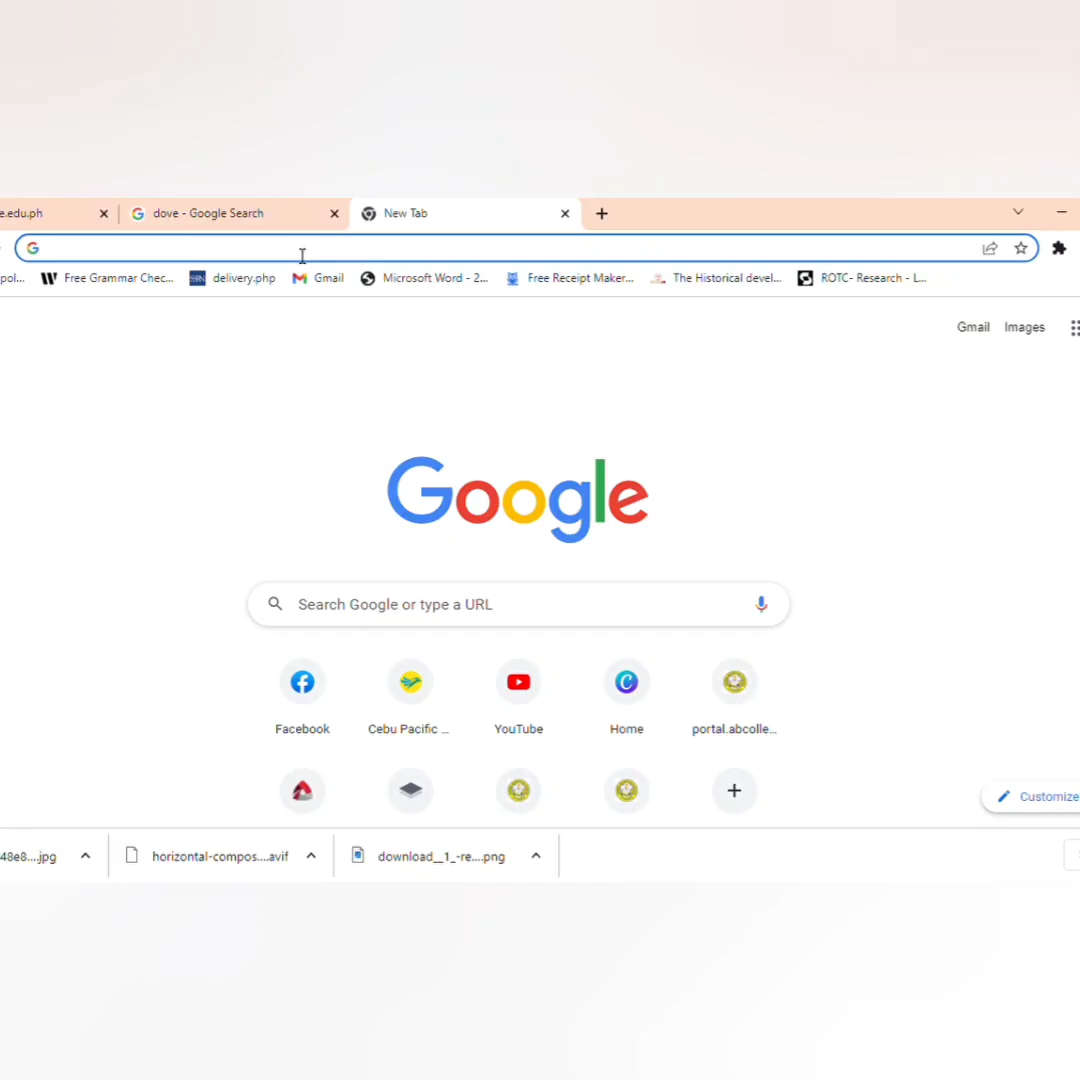 e.edu.ph dove - Google Search New Tab
pol... Free Grammar Chec... delivery.php Gmail Microsoft Word - 2... Free Receipt Maker... The Historical devel... ROTC- Research - L...
Gmail Images
Google
Search Google or type a URL
Facebook Cebu Pacific ... YouTube Home portal.abcolle...
Customize
48e8....jpg horizontal-compos....avif download__1_-re....png